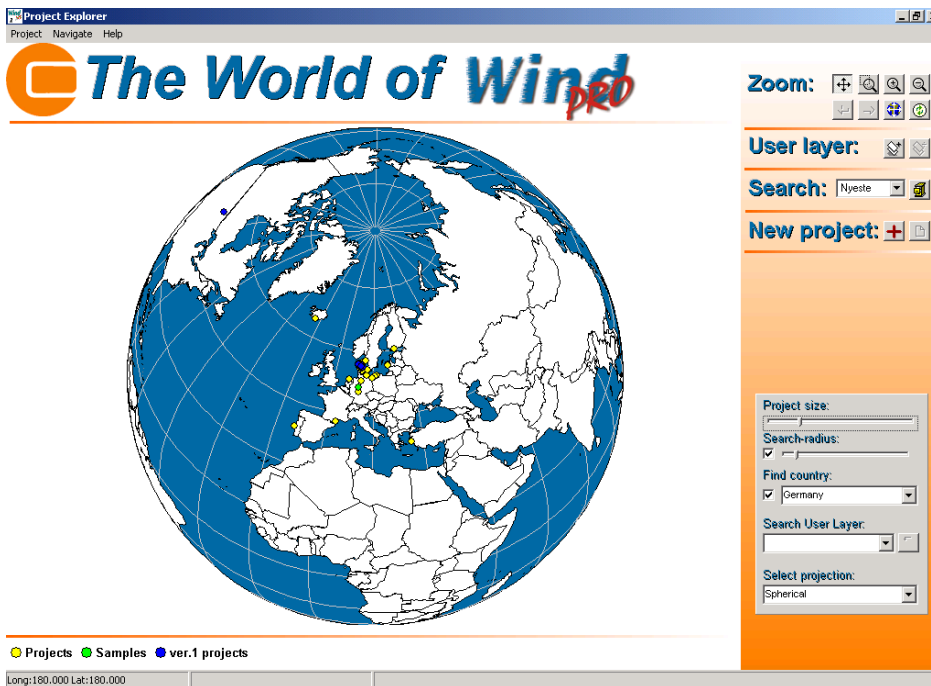 Project Explorer
Project Navigate Help
The World of WindPRO
Zoom:
User layer:
Search: Nyeste
New project:
Project size:
Search-radius:
Find country:
Germany
Search User Layer:
Select projection:
Spherical
Projects Samples ver.1 projects
Long:180.000 Lat:180.000